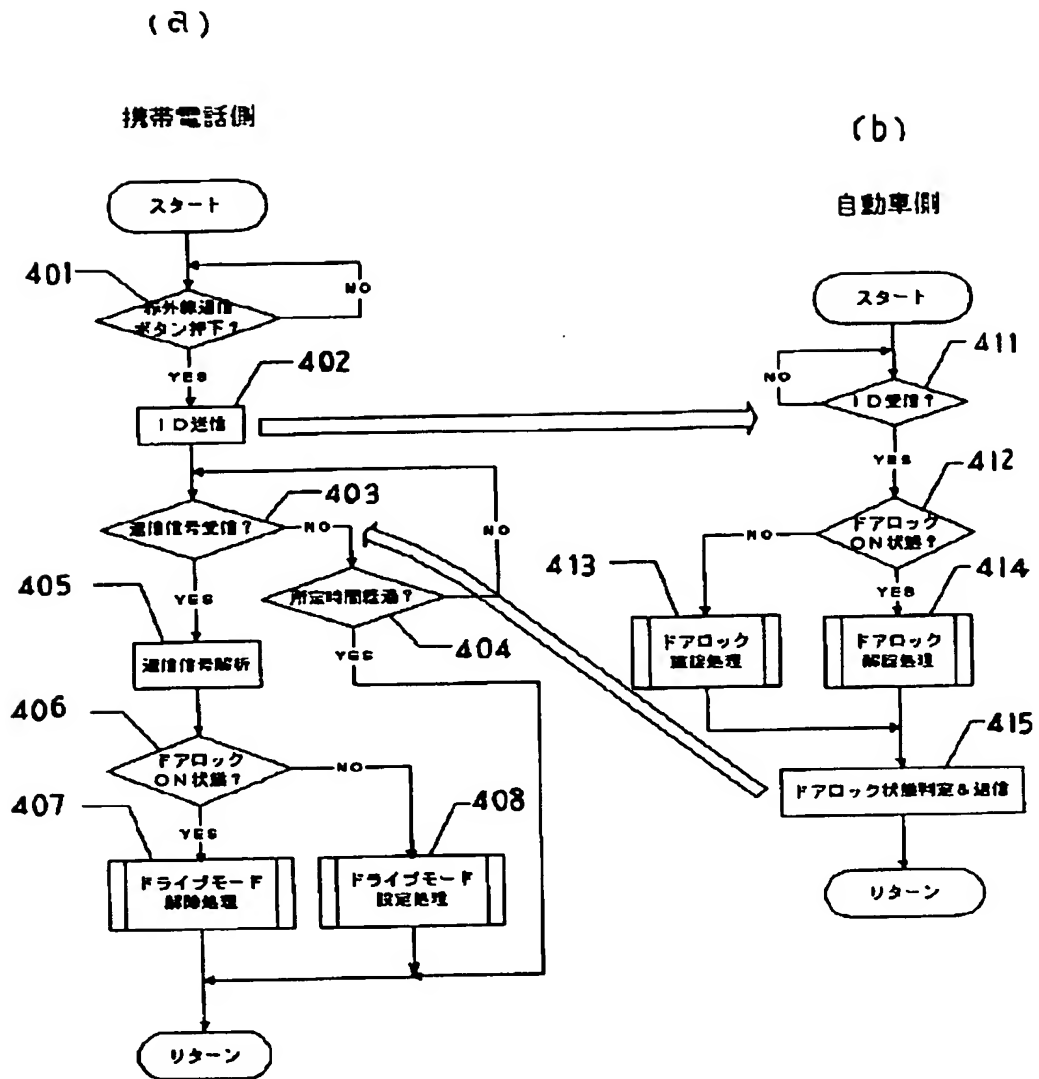 (a)
携帯電話側
スタート
401
赤外線通信
ボタン押下？
NO
YES
402
ID送信
403
返信信号受信？
NO
NO
YES
所定時間経過？
404
YES
405
返信信号解析
406
ドアロック
ON状態？
NO
YES
407
ドライブモード
解除処理
408
ドライブモード
設定処理
リターン
(b)
自動車側
スタート
411
NO
ID受信？
YES
412
ドアロック
ON状態？
NO
YES
413
ドアロック
施錠処理
414
ドアロック
解錠処理
415
ドアロック状態判定&返信
リターン